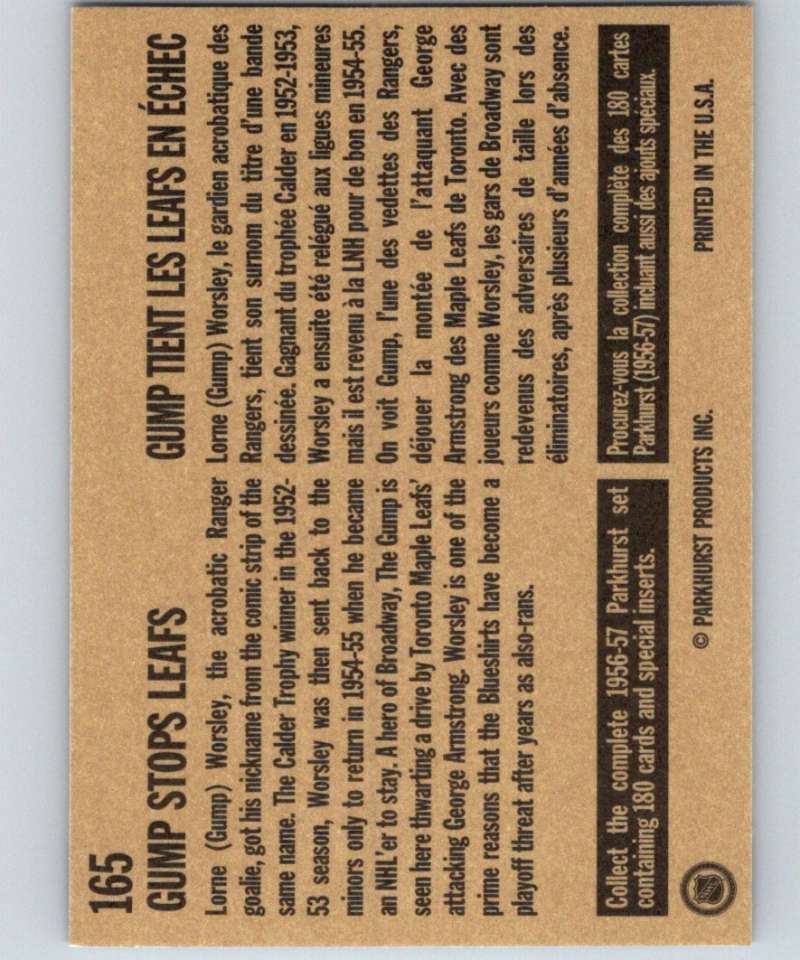 165
GUMP STOPS LEAFS
Lorne (Gump) Worsley, the acrobatic Ranger
goalie, got his nickname from the comic strip of the
same name. The Calder Trophy winner in the 1952-
53 season, Worsley was then sent back to the
minors only to return in 1954-55 when he became
an NHL'er to stay. A hero of Broadway, The Gump is
seen here thwarting a drive by Toronto Maple Leafs'
attacking George Armstrong. Worsley is one of the
prime reasons that the Blueshirts have become a
playoff threat after years as also-rans.
Collect the complete 1956-57 Parkhurst set
containing 180 cards and special inserts.
GUMP TIENT LES LEAFS EN ÉCHEC
Lorne (Gump) Worsley, le gardien acrobatique des
Rangers, tient son surnom du titre d'une bande
dessinée. Gagnant du trophée Calder en 1952-1953,
Worsley a ensuite été relégué aux ligues mineures
mais il est revenu à la LNH pour de bon en 1954-55.
On voit Gump, l'une des vedettes des Rangers,
déjouer la montée de l'attaquant George
Armstrong des Maple Leafs de Toronto. Avec des
joueurs comme Worsley, les gars de Broadway sont
redevenus des adversaires de taille lors des
éliminatoires, après plusieurs d'années d'absence.
Procurez-vous la collection complète des 180 cartes
Parkhurst (1956-57) incluant aussi des ajouts spéciaux.
© PARKHURST PRODUCTS INC. PRINTED IN THE U.S.A.
NHL